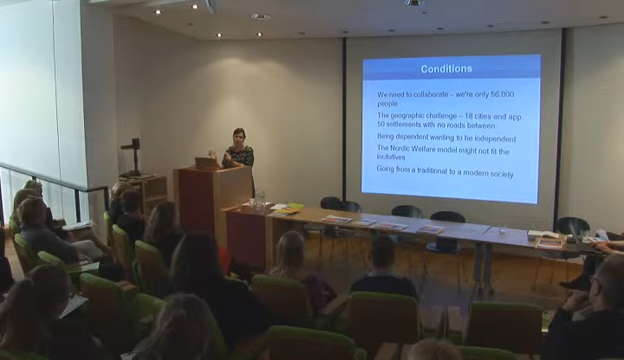 Conditions
We need to collaborate – we're only 56.000
people
The geographic challenge – 18 cities and app.
50 settlements with no roads between
Being dependent wanting to be independent
The Nordic Welfare model might not fit the
incitatives
Going from a traditional to a modern society